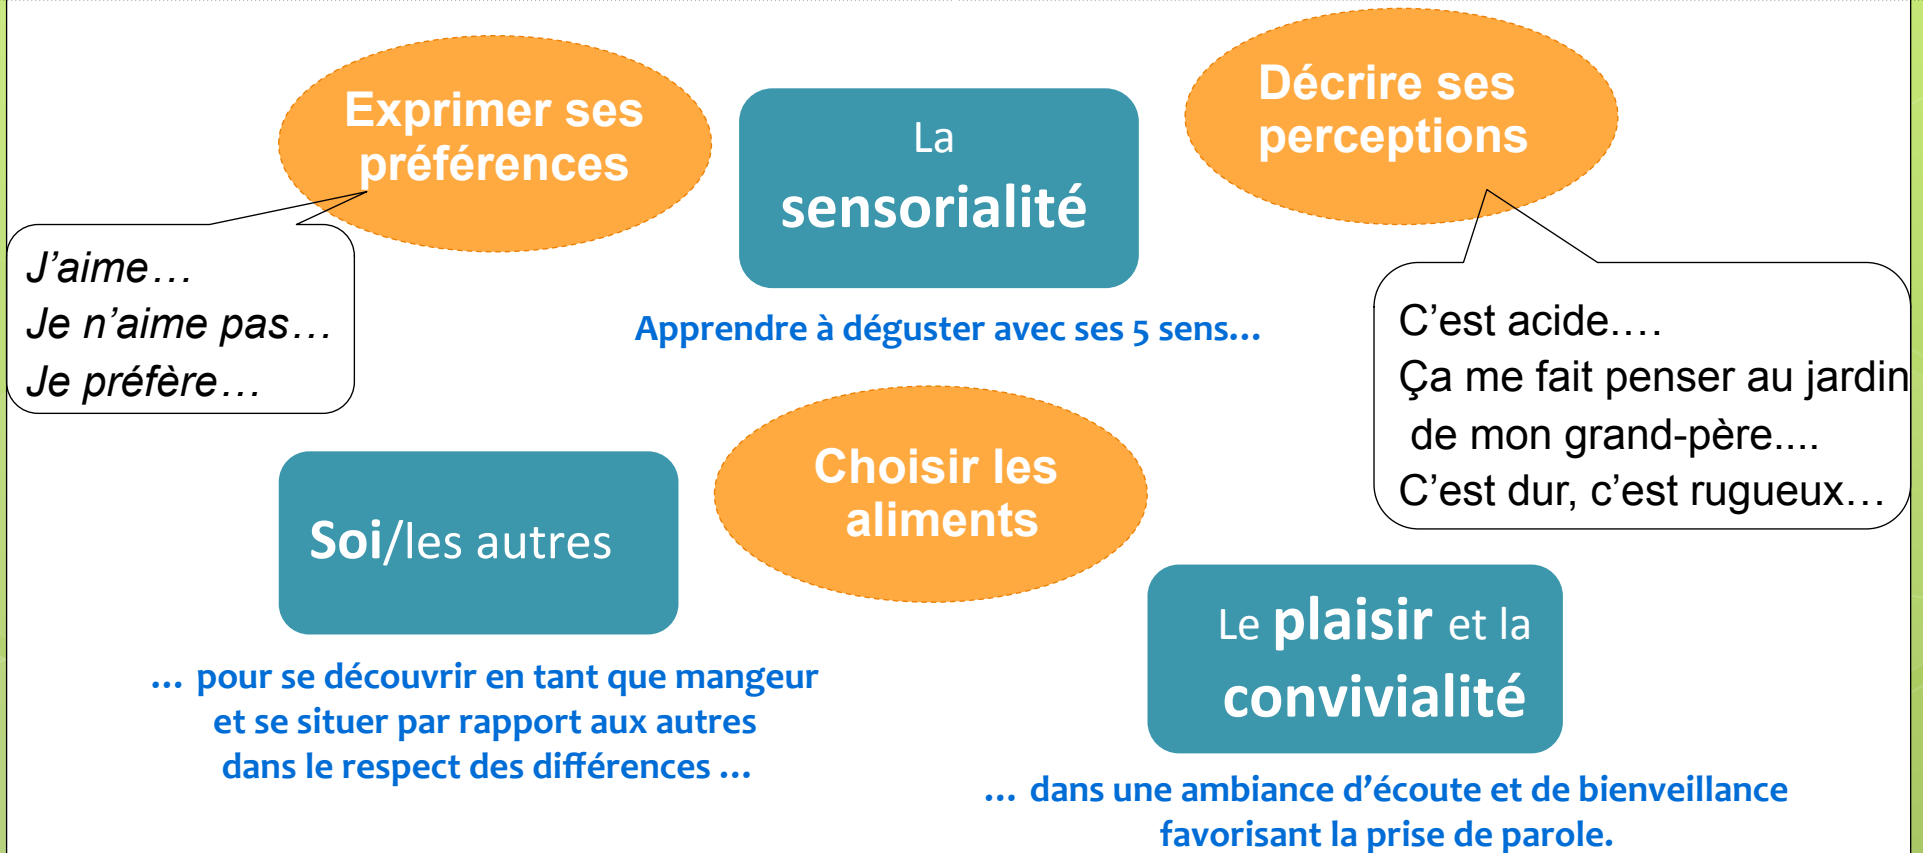 Exprimer ses
préférences
La
sensorialité
Décrire ses
perceptions
J’aime…
Je n’aime pas…
Je préfère…
Apprendre à déguster avec ses 5 sens…
C’est acide.…
Ça me fait penser au jardin
de mon grand-père....
C’est dur, c’est rugueux…
Choisir les
aliments
Soi/les autres
… pour se découvrir en tant que mangeur
et se situer par rapport aux autres
dans le respect des différences …
Le plaisir et la
convivialité
… dans une ambiance d’écoute et de bienveillance
favorisant la prise de parole.